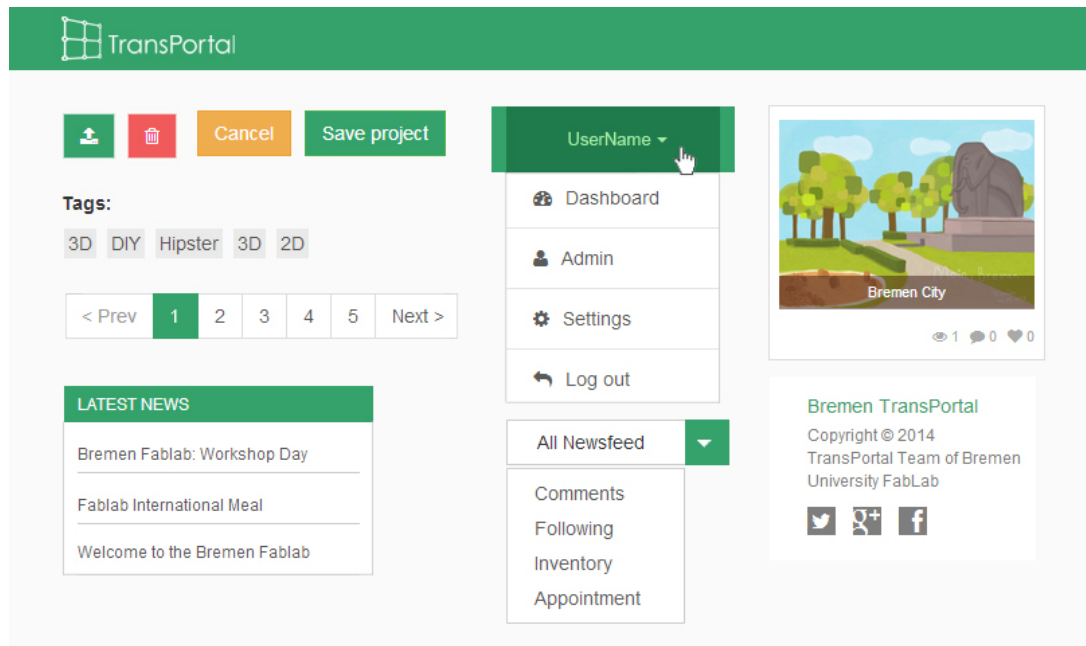 TransPortal
Cancel
Save project
Tags:
3D DIY Hipster 3D 2D
< Prev 1 2 3 4 5 Next >
LATEST NEWS
Bremen Fablab: Workshop Day
Fablab International Meal
Welcome to the Bremen Fablab
UserName
Dashboard
Admin
Settings
Log out
All Newsfeed
Comments
Following
Inventory
Appointment
Bremen City
1 0 0
Bremen TransPortal
Copyright © 2014
TransPortal Team of Bremen
University FabLab
g+
f